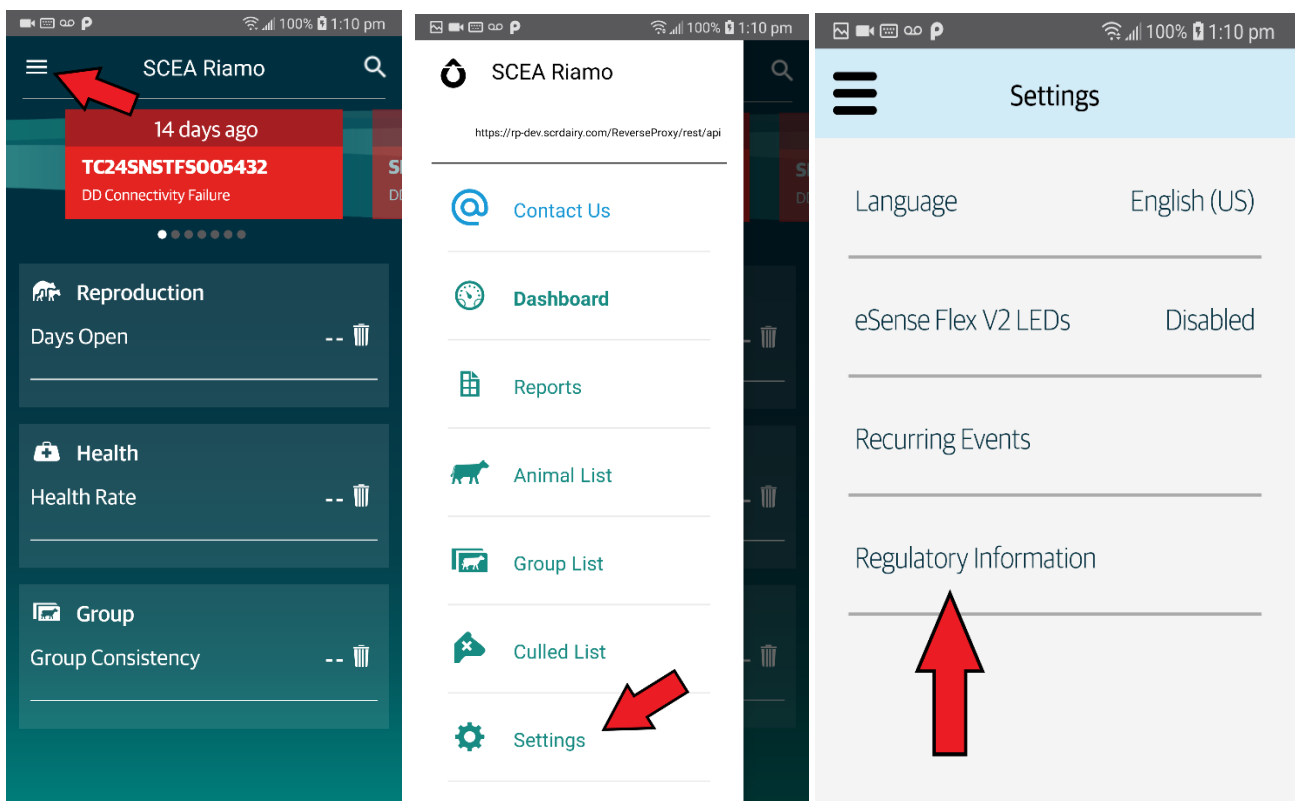 100% 1:10 pm
SCEA Riamo
14 days ago
TC24SNSTFS005432
DD Connectivity Failure
Reproduction
Days Open --
Health
Health Rate --
Group
Group Consistency --
100% 1:10 pm
SCEA Riamo
https://rp-dev.scrdairy.com/ReverseProxy/rest/api
Contact Us
Dashboard
Reports
Animal List
Group List
Culled List
Settings
100% 1:10 pm
Settings
Language English (US)
eSense Flex V2 LEDs Disabled
Recurring Events
Regulatory Information